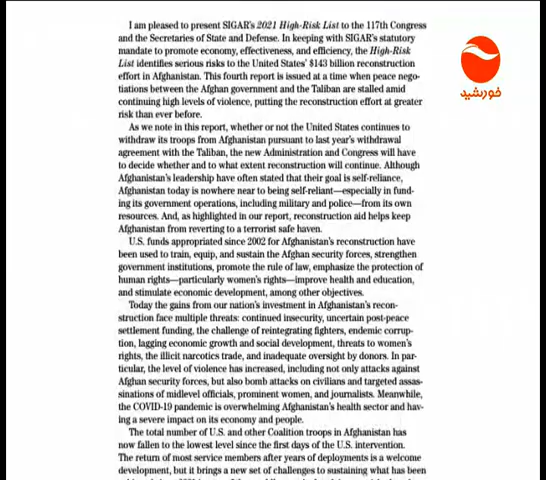 I am pleased to present SIGAR's 2021 High-Risk List to the 117th Congress
and the Secretaries of State and Defense. In keeping with SIGAR's statutory
mandate to promote economy, effectiveness, and efficiency, the High-Risk
List identifies serious risks to the United States' $143 billion reconstruction
effort in Afghanistan. This fourth report is issued at a time when peace nego-
tiations between the Afghan government and the Taliban are stalled amid
continuing high levels of violence, putting the reconstruction effort at greater
risk than ever before.
As we note in this report, whether or not the United States continues to
withdraw its troops from Afghanistan pursuant to last year's withdrawal
agreement with the Taliban, the new Administration and Congress will have
to decide whether and to what extent reconstruction will continue. Although
Afghanistan's leadership have often stated that their goal is self-reliance,
Afghanistan today is nowhere near to being self-reliant—especially in fund-
ing its government operations, including military and police—from its own
resources. And, as highlighted in our report, reconstruction aid helps keep
Afghanistan from reverting to a terrorist safe haven.
U.S. funds appropriated since 2002 for Afghanistan's reconstruction have
been used to train, equip, and sustain the Afghan security forces, strengthen
government institutions, promote the rule of law, emphasize the protection of
human rights—particularly women's rights—improve health and education,
and stimulate economic development, among other objectives.
Today the gains from our nation's investment in Afghanistan's recon-
struction face multiple threats: continued insecurity, uncertain post-peace
settlement funding, the challenge of reintegrating fighters, endemic corrup-
tion, lagging economic growth and social development, threats to women's
rights, the illicit narcotics trade, and inadequate oversight by donors. In par-
ticular, the level of violence has increased, including not only attacks against
Afghan security forces, but also bomb attacks on civilians and targeted assas-
sinations of midlevel officials, prominent women, and journalists. Meanwhile,
the COVID-19 pandemic is overwhelming Afghanistan's health sector and hav-
ing a severe impact on its economy and people.
The total number of U.S. and other Coalition troops in Afghanistan has
now fallen to the lowest level since the first days of the U.S. intervention.
The return of most service members after years of deployments is a welcome
development, but it brings a new set of challenges to sustaining what has been
خورشید